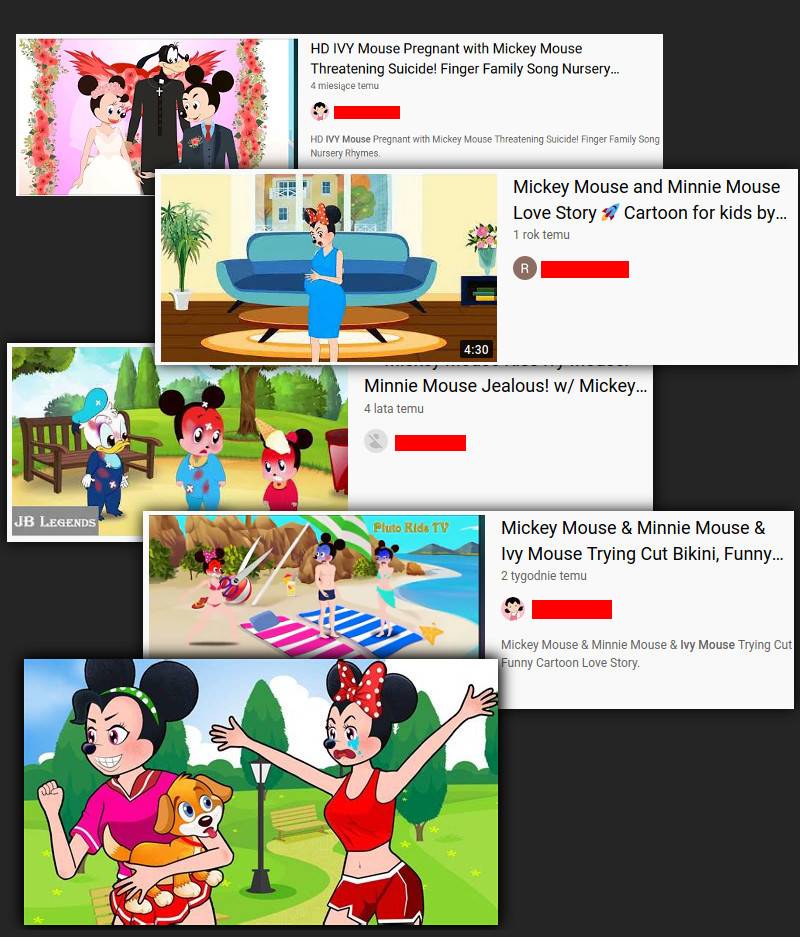 HD IVY Mouse Pregnant with Mickey Mouse
Threatening Suicide! Finger Family Song Nursery…
4 miesiące temu
HD IVY Mouse Pregnant with Mickey Mouse Threatening Suicide! Finger Family Song
Nursery Rhymes.
Mickey Mouse and Minnie Mouse
Love Story 🚀 Cartoon for kids by…
1 rok temu
R
4:30
Minnie Mouse Jealous! w/ Mickey…
4 lata temu
JB LEGENDS
Pluto Kids TV
Mickey Mouse & Minnie Mouse &
Ivy Mouse Trying Cut Bikini, Funny…
2 tygodnie temu
Mickey Mouse & Minnie Mouse & Ivy Mouse Trying Cut
Funny Cartoon Love Story.